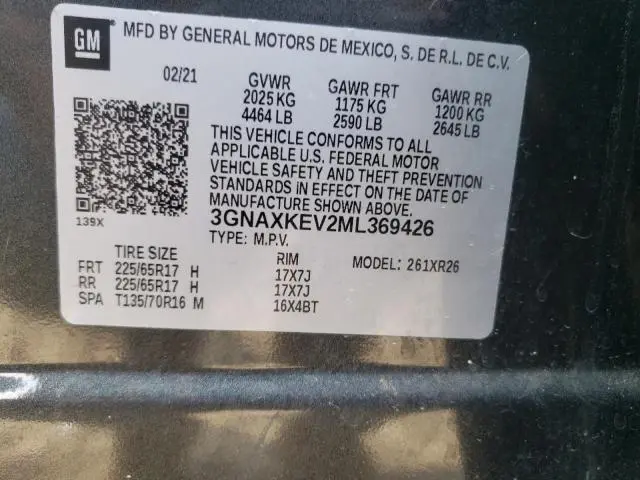 GM
MFD BY GENERAL MOTORS DE MEXICO, S. DE R.L. DE C.V.
02/21 GVWR GAWR FRT GAWR RR
2025 KG 1175 KG 1200 KG
4464 LB 2590 LB 2645 LB
THIS VEHICLE CONFORMS TO ALL
APPLICABLE U.S. FEDERAL MOTOR
VEHICLE SAFETY AND THEFT PREVENTION
STANDARDS IN EFFECT ON THE DATE OF
MANUFACTURE SHOWN ABOVE.
139X 3GNAXKEV2ML369426
TYPE: M.P.V.
TIRE SIZE RIM MODEL: 261XR26
FRT 225/65R17 H 17X7J
RR 225/65R17 H 17X7J
SPA T135/70R16 M 16X4BT